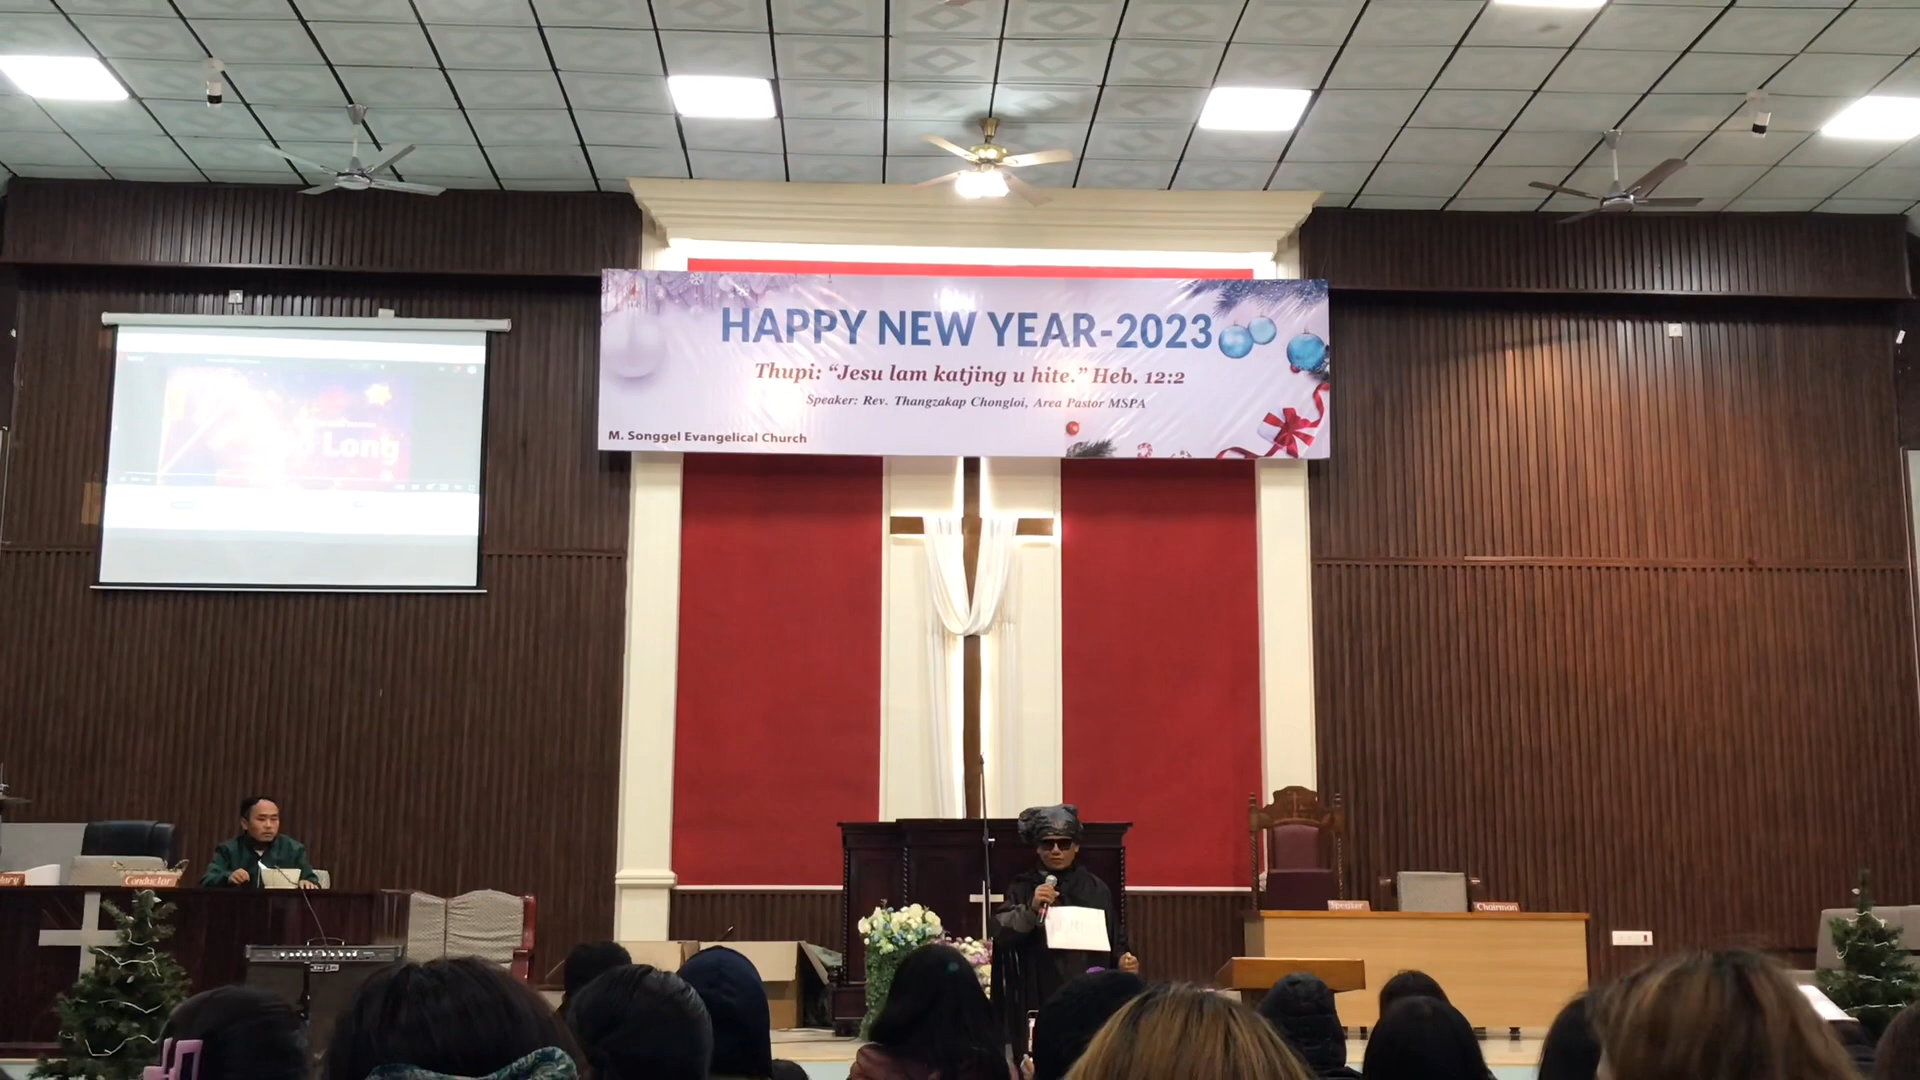 HAPPY NEW YEAR-2023
Thupi: “Jesu lam katjing u hite.” Heb. 12:2
Speaker: Rev. Thangzakap Chongloi, Area Pastor MSPA
M. Songgel Evangelical Church
Long
Conductor
Speaker
Chairman